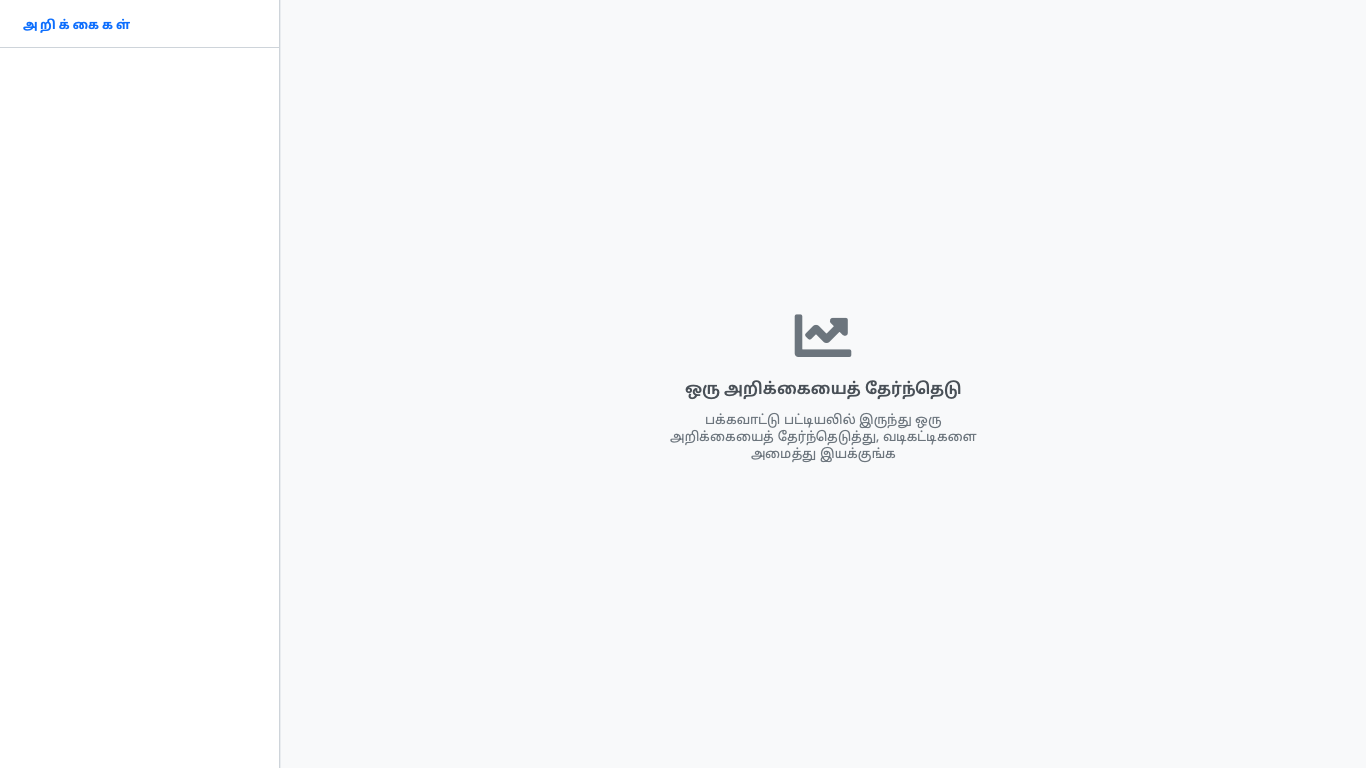 அறிக்கைகள்
ஒரு அறிக்கையைத் தேர்ந்தெடு
பக்கவாட்டு பட்டியலில் இருந்து ஒரு
அறிக்கையைத் தேர்ந்தெடுத்து, வடிகட்டிகளை
அமைத்து இயக்குங்க